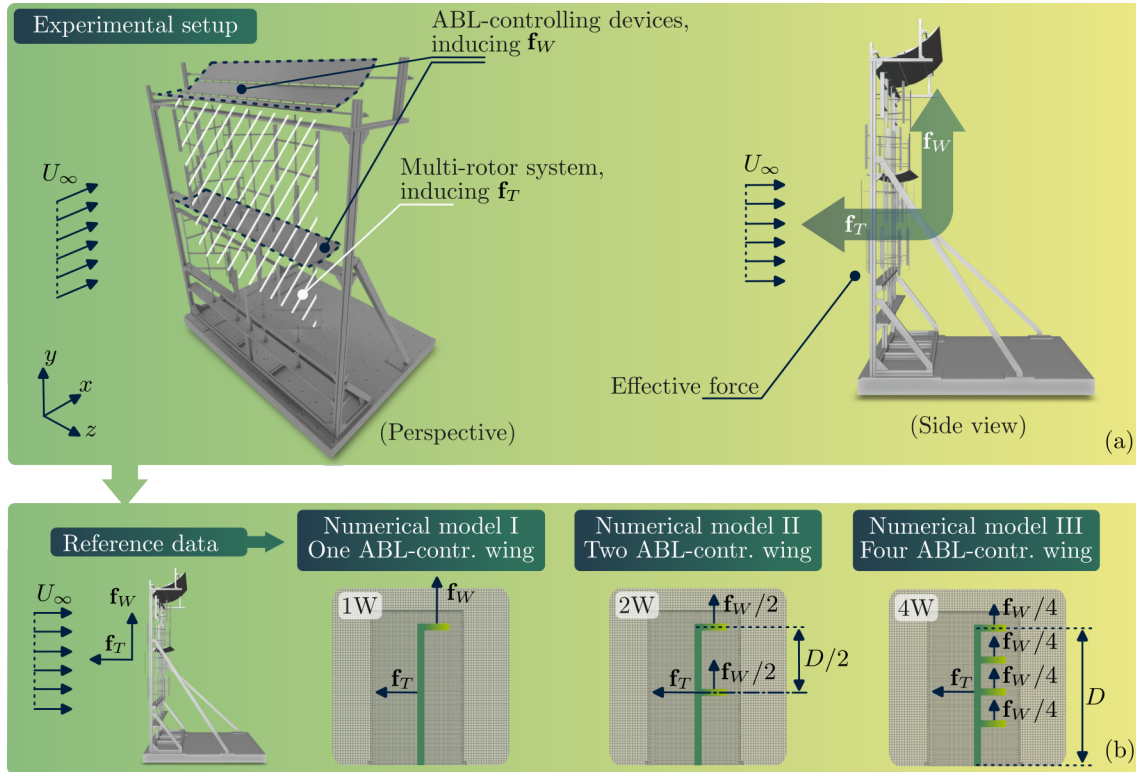 Experimental setup
ABL-controlling devices,
inducing f_W
Multi-rotor system,
inducing f_T
U_∞
y
x
z
(Perspective)
U_∞
f_W
f_T
Effective force
(Side view)
(a)
Reference data
Numerical model I
One ABL-contr. wing
Numerical model II
Two ABL-contr. wing
Numerical model III
Four ABL-contr. wing
U_∞
f_W
f_T
1W
f_W
f_T
2W
f_W/2
f_W/2
f_T
D/2
4W
f_W/4
f_W/4
f_W/4
f_W/4
f_T
D
(b)